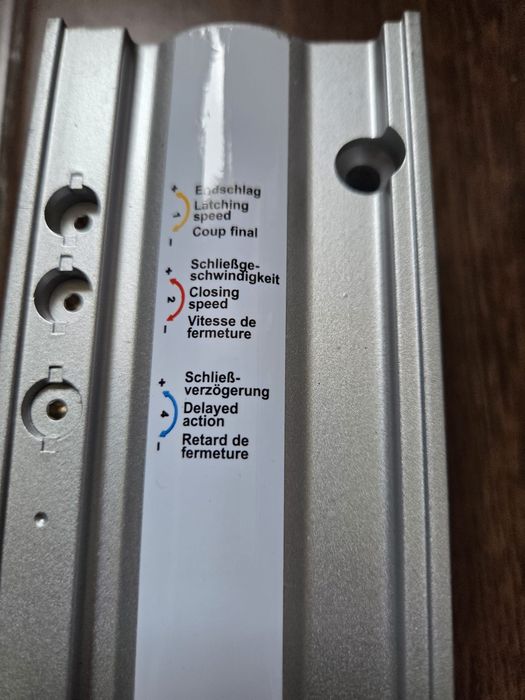 +
Endschlag
1
Latching
speed
Coup final
–
+
Schließge-
schwindigkeit
2
Closing
speed
Vitesse de
fermeture
–
+
Schließ-
verzögerung
4
Delayed
action
Retard de
fermeture
–